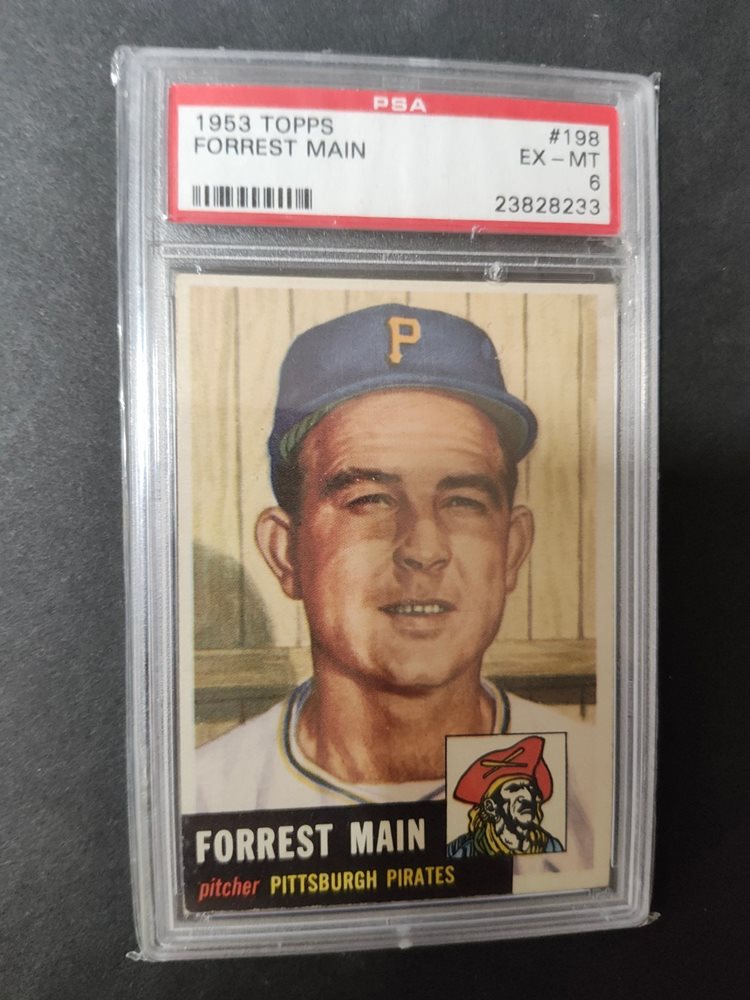 PSA
1953 TOPPS #198
FORREST MAIN EX-MT
6
23828233
P
FORREST MAIN
pitcher PITTSBURGH PIRATES